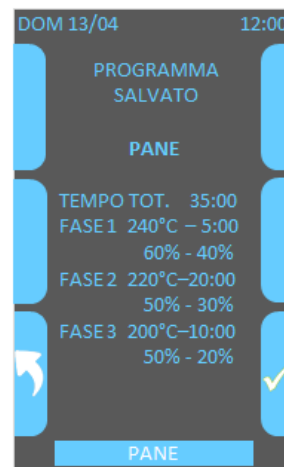 DOM 13/04 12:00
PROGRAMMA
SALVATO
PANE
TEMPO TOT. 35:00
FASE 1 240°C – 5:00
60% - 40%
FASE 2 220°C–20:00
50% - 30%
FASE 3 200°C–10:00
50% - 20%
PANE